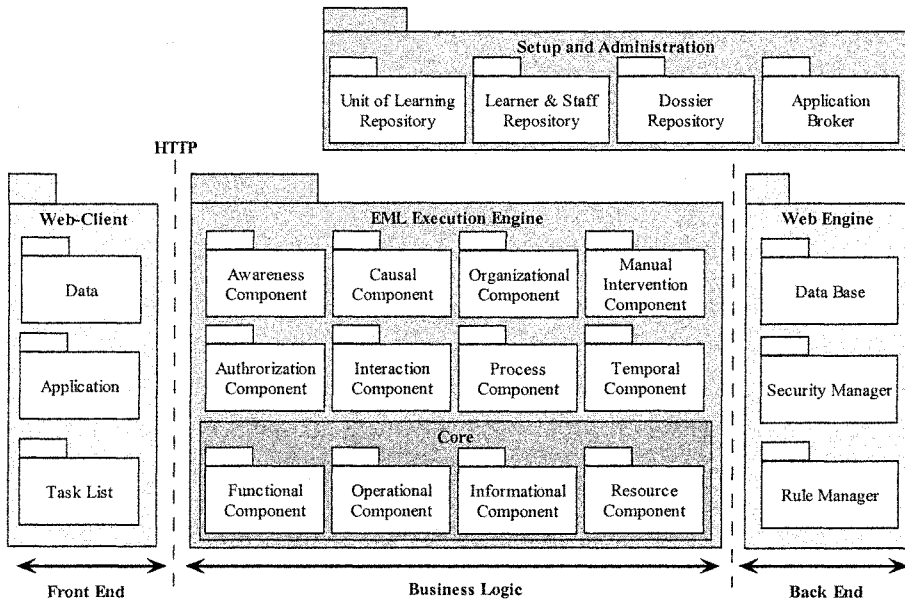 Setup and Administration
Unit of Learning
Repository
Learner & Staff
Repository
Dossier
Repository
Application
Broker
HTTP
Web-Client
Data
Application
Task List
EML Execution Engine
Awareness
Component
Causal
Component
Organizational
Component
Manual
Intervention
Component
Authrorization
Component
Interaction
Component
Process
Component
Temporal
Component
Core
Functional
Component
Operational
Component
Informational
Component
Resource
Component
Web Engine
Data Base
Security Manager
Rule Manager
Front End
Business Logic
Back End